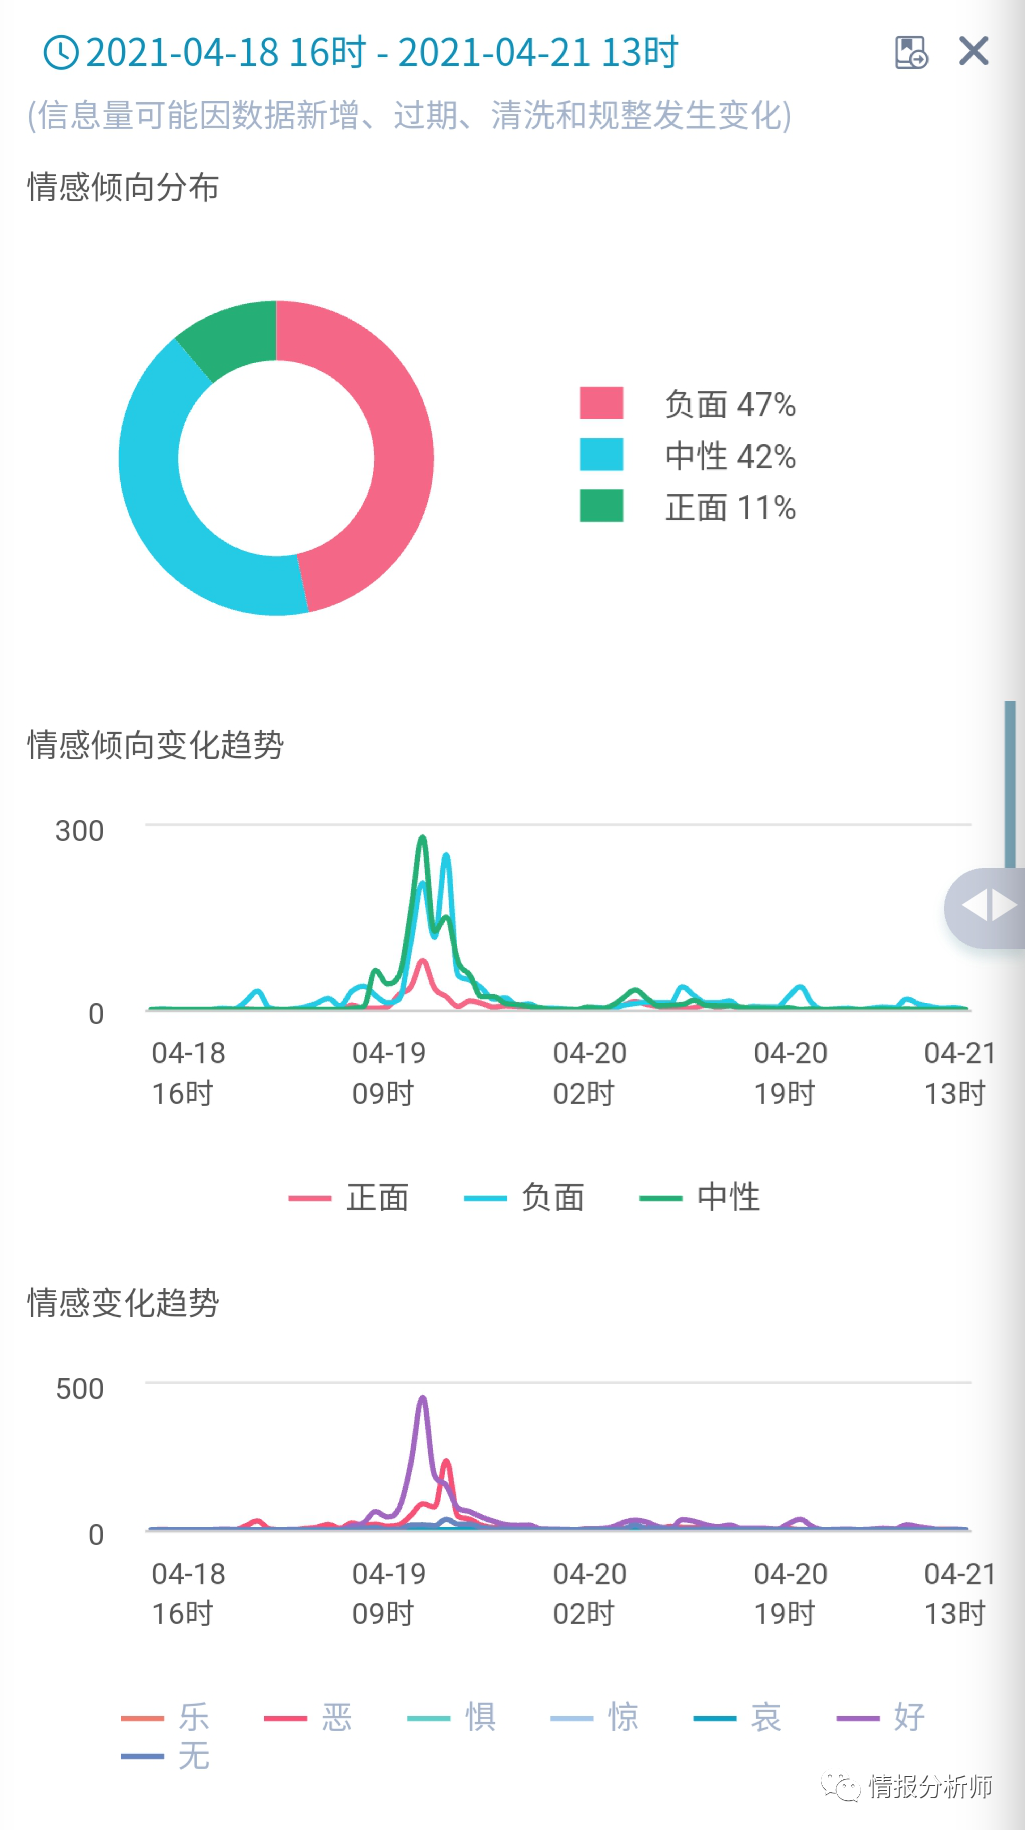 2021-04-18 16时 - 2021-04-21 13时
(信息量可能因数据新增、过期、清洗和规整发生变化)
情感倾向分布
负面 47%
中性 42%
正面 11%
情感倾向变化趋势
300
0
04-18 04-19 04-20 04-20 04-21
16时 09时 02时 19时 13时
正面 负面 中性
情感变化趋势
500
0
04-18 04-19 04-20 04-20 04-21
16时 09时 02时 19时 13时
乐 恶 惧 惊 哀 好
无
情报分析师